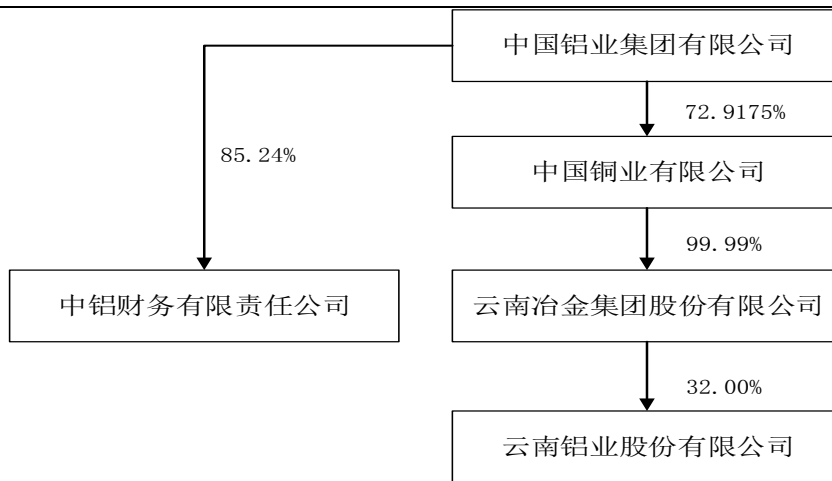 中国铝业集团有限公司
72.9175%
85.24%
中国铜业有限公司
99.99%
中铝财务有限责任公司
云南冶金集团股份有限公司
32.00%
云南铝业股份有限公司